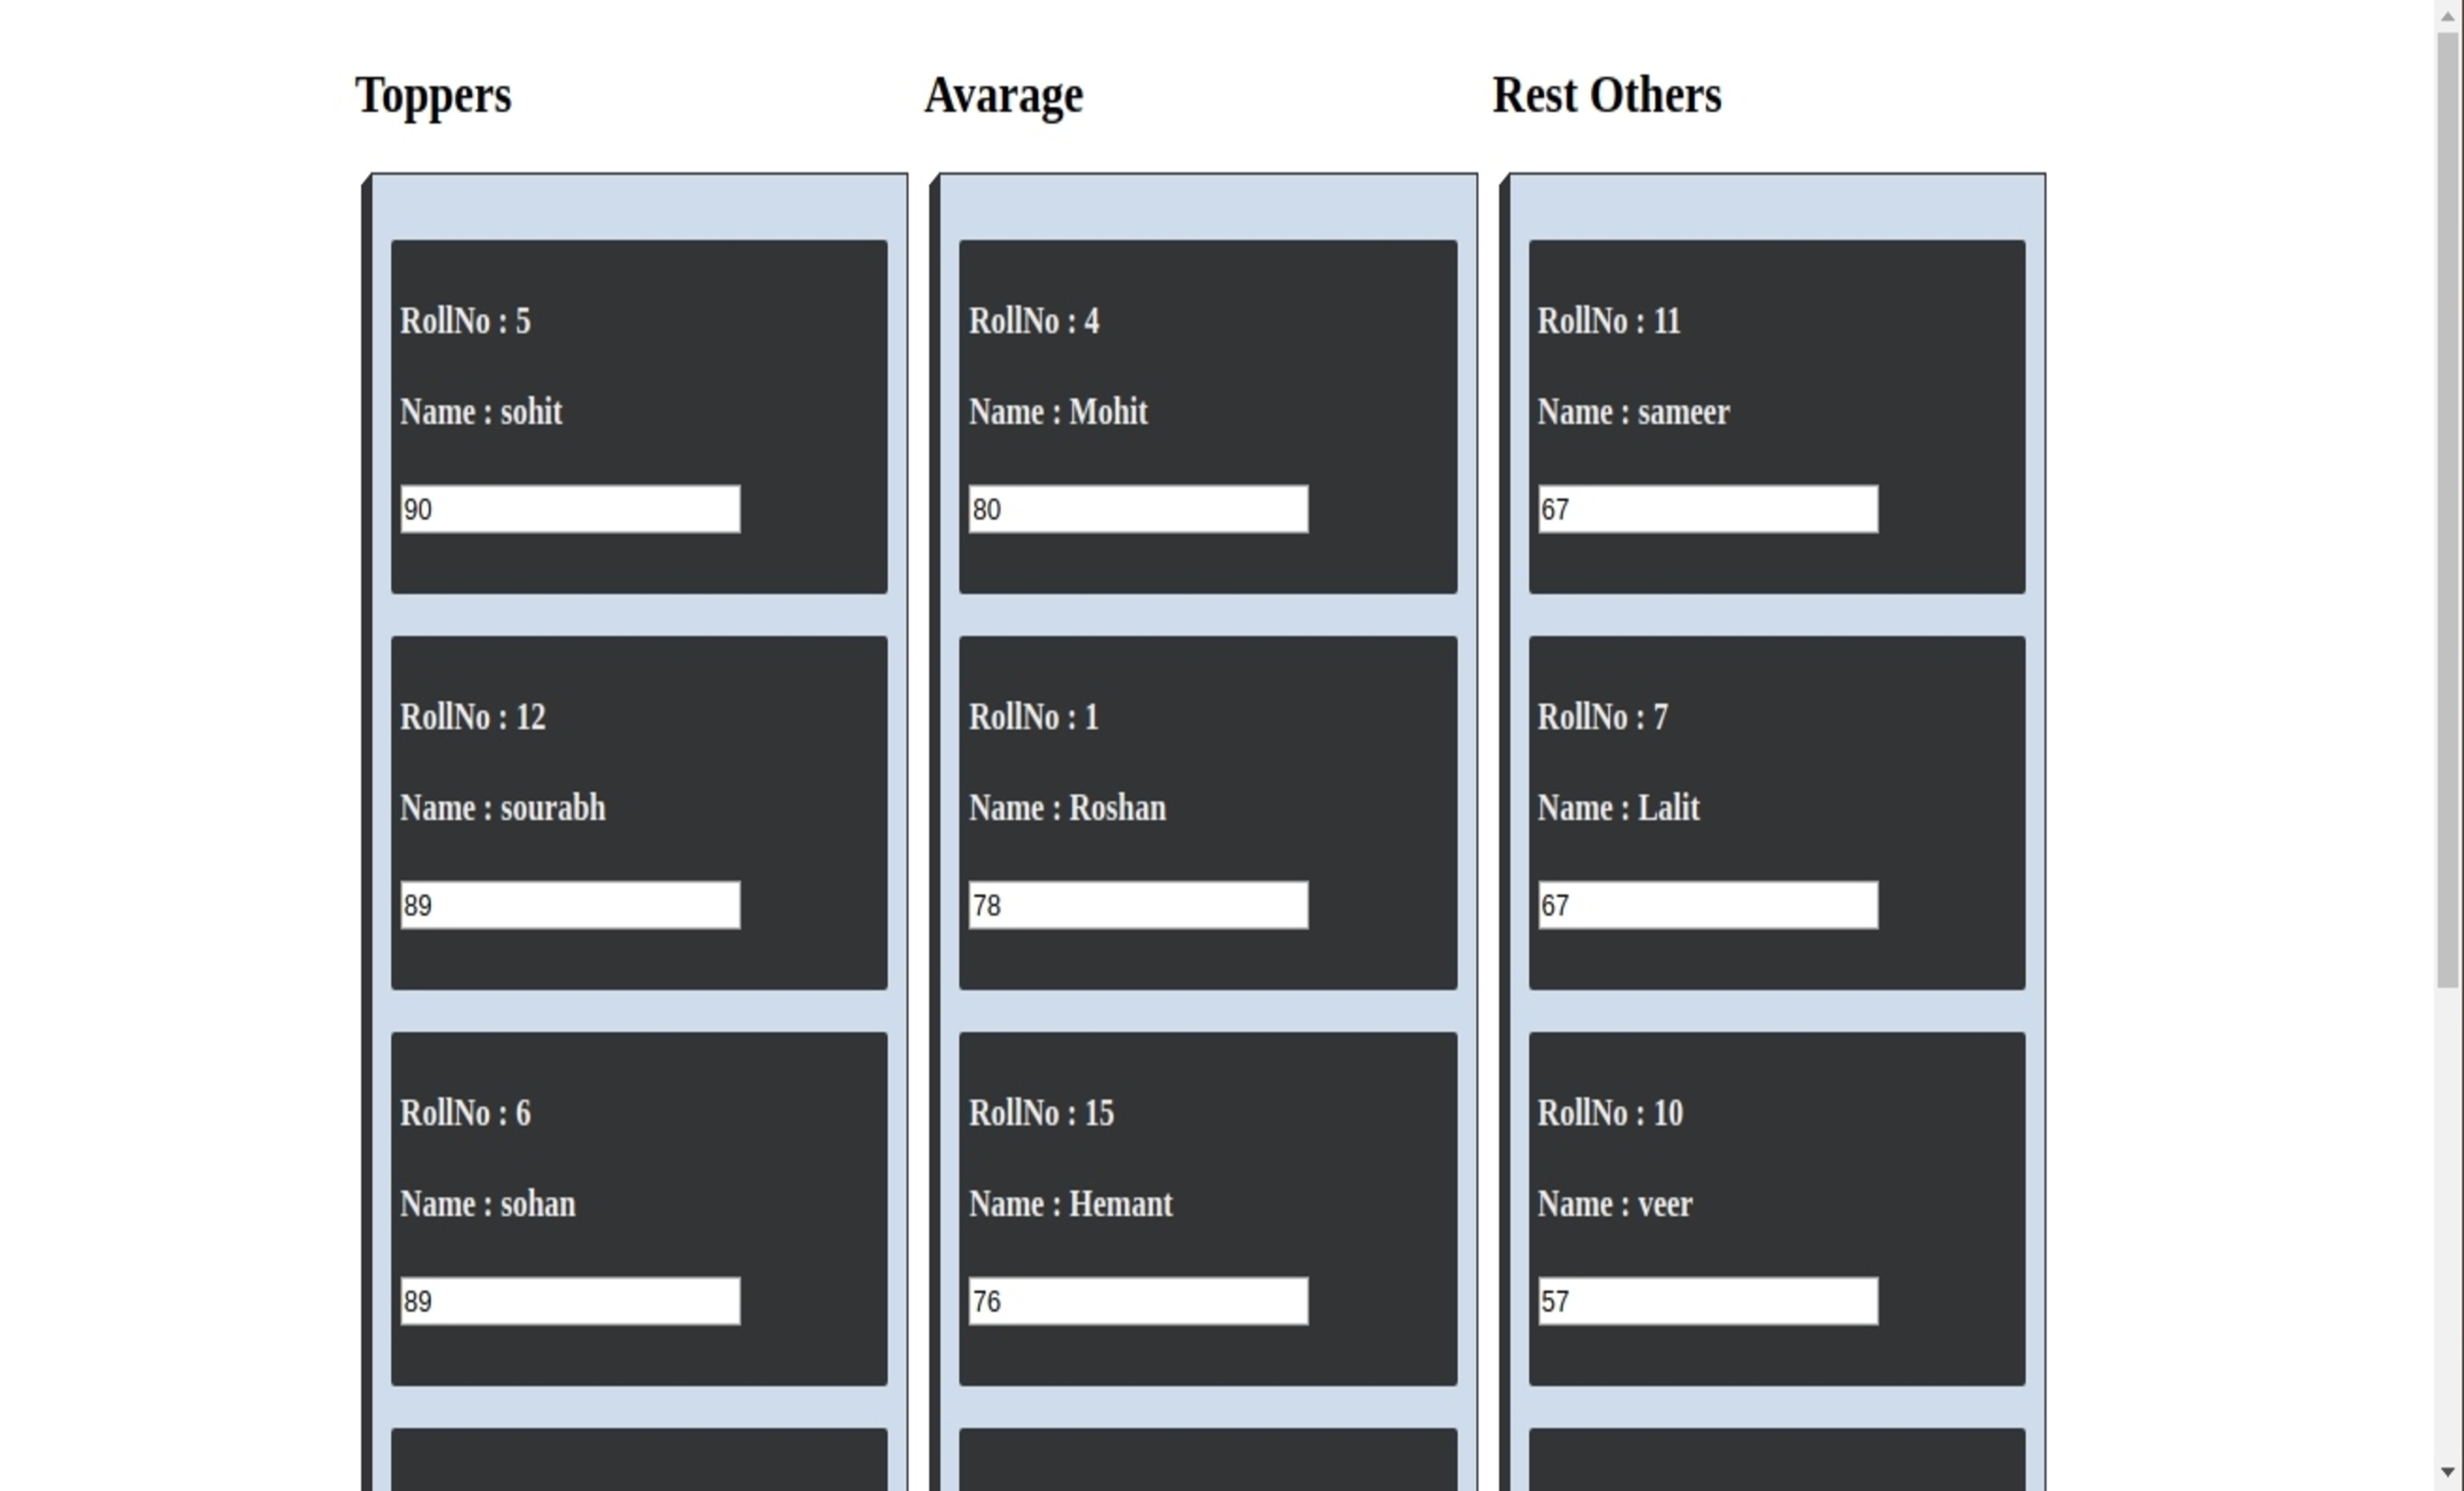 Toppers
RollNo : 5
Name : sohit
90
RollNo : 12
Name : sourabh
89
RollNo : 6
Name : sohan
89
Avarage
RollNo : 4
Name : Mohit
80
RollNo : 1
Name : Roshan
78
RollNo : 15
Name : Hemant
76
Rest Others
RollNo : 11
Name : sameer
67
RollNo : 7
Name : Lalit
67
RollNo : 10
Name : veer
57